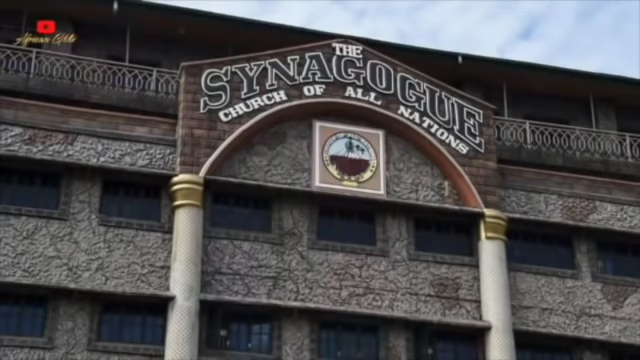 THE
SYNAGOGUE
CHURCH OF ALL NATIONS